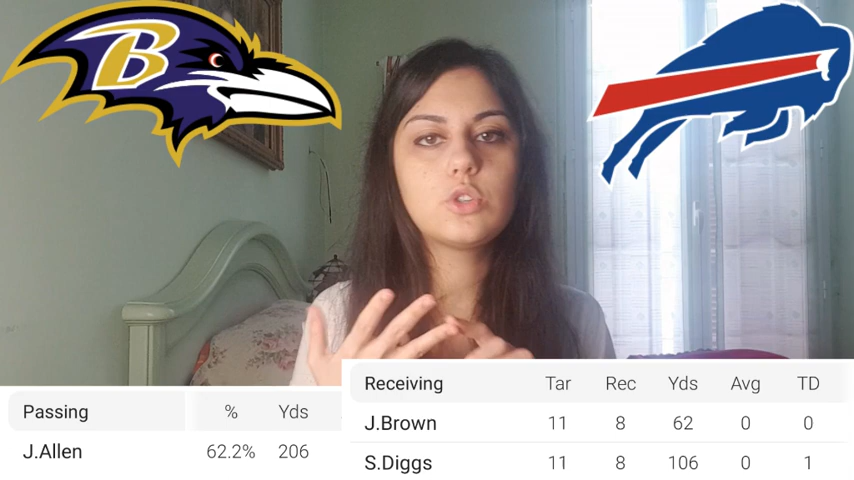 B
Passing % Yds
J.Allen 62.2% 206
Receiving Tar Rec Yds Avg TD
J.Brown 11 8 62 0 0
S.Diggs 11 8 106 0 1